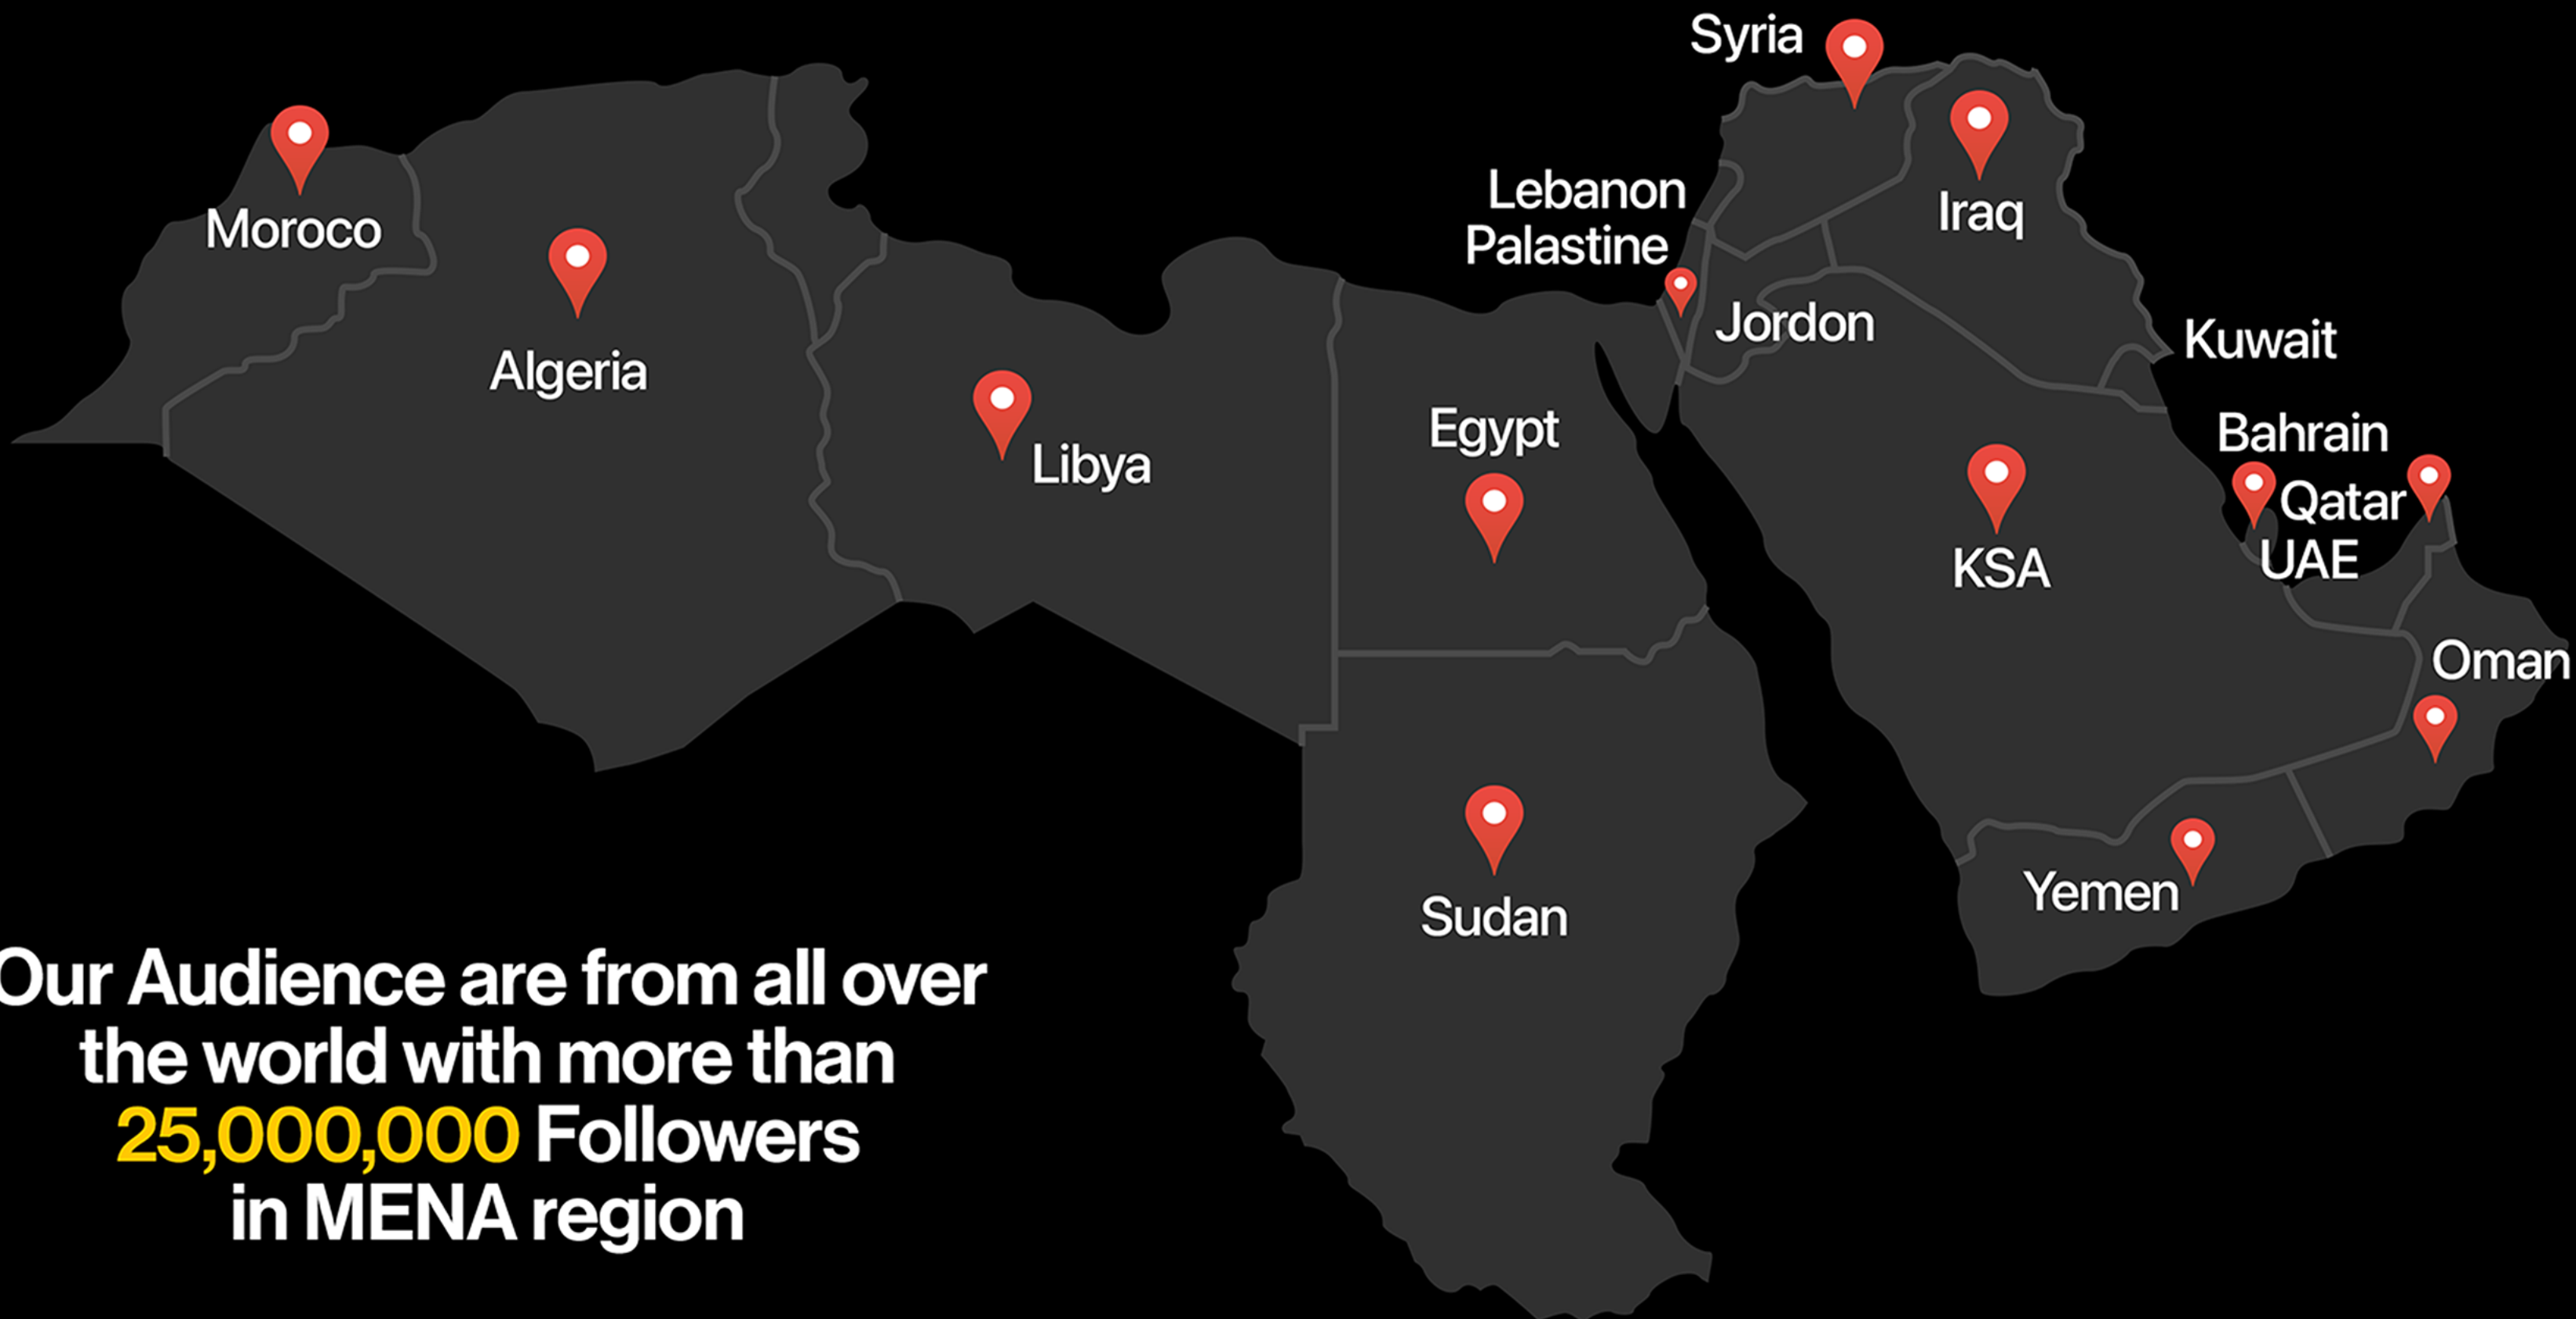 Syria
Moroco
Lebanon
Palastine
Iraq
Algeria
Jordon
Kuwait
Libya
Egypt
Bahrain
Qatar
UAE
KSA
Oman
Sudan
Yemen
Our Audience are from all over
the world with more than
25,000,000 Followers
in MENA region